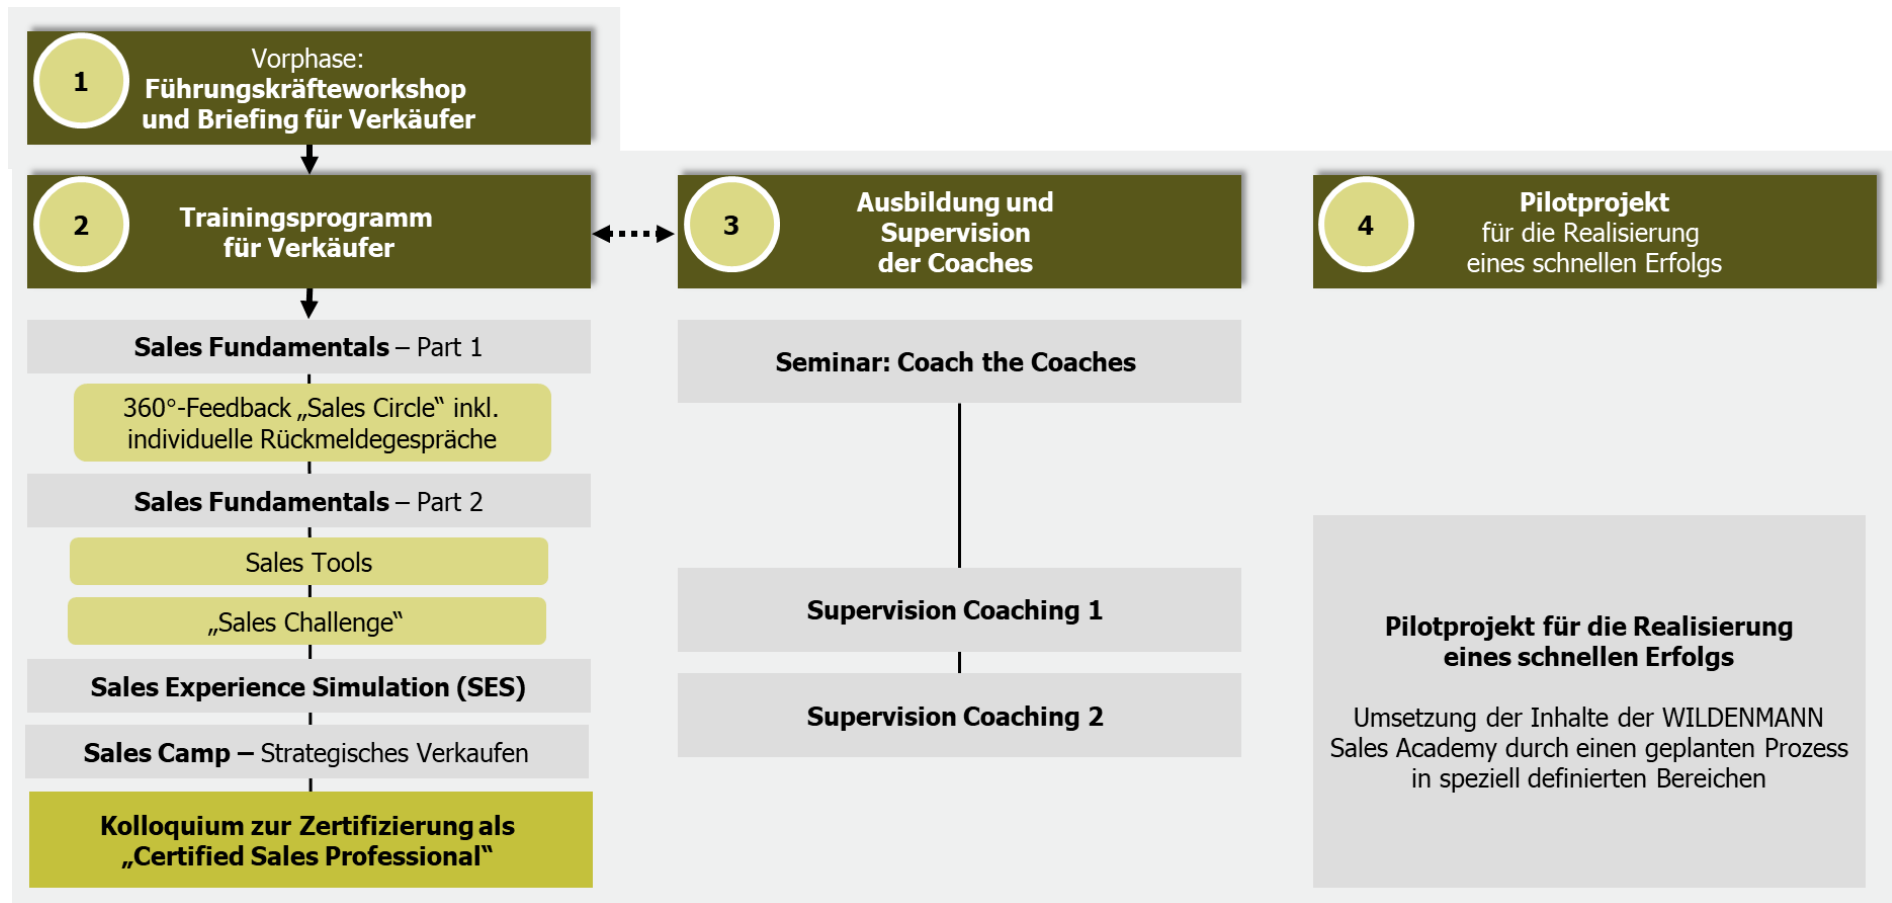 1
Vorphase:
Führungskräfteworkshop
und Briefing für Verkäufer
2
Trainingsprogramm
für Verkäufer
Sales Fundamentals – Part 1
360°-Feedback „Sales Circle“ inkl.
individuelle Rückmeldegespräche
Sales Fundamentals – Part 2
Sales Tools
„Sales Challenge“
Sales Experience Simulation (SES)
Sales Camp – Strategisches Verkaufen
Kolloquium zur Zertifizierung als
„Certified Sales Professional“
3
Ausbildung und
Supervision
der Coaches
Seminar: Coach the Coaches
Supervision Coaching 1
Supervision Coaching 2
4
Pilotprojekt
für die Realisierung
eines schnellen Erfolgs
Pilotprojekt für die Realisierung
eines schnellen Erfolgs
Umsetzung der Inhalte der WILDENMANN
Sales Academy durch einen geplanten Prozess
in speziell definierten Bereichen